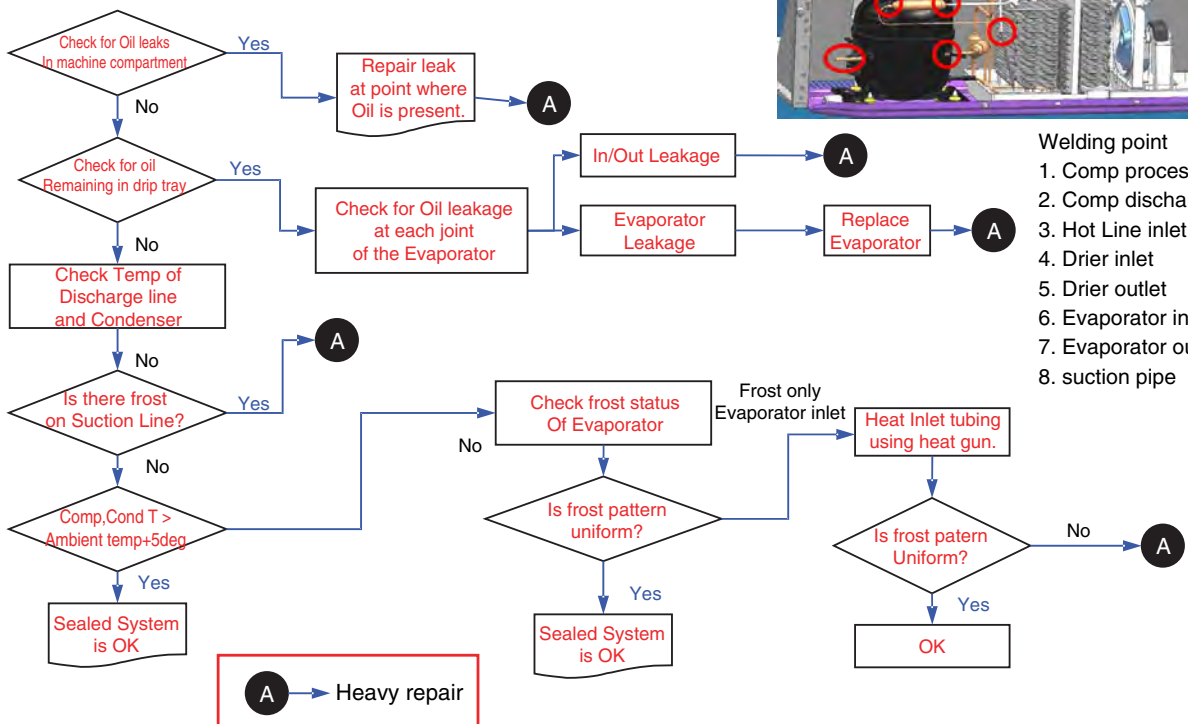 Check for Oil leaks
In machine compartment
Yes
Repair leak
at point where
Oil is present.
A
No
Check for oil
Remaining in drip tray
Yes
Check for Oil leakage
at each joint
of the Evaporator
In/Out Leakage
A
Evaporator
Leakage
Replace
Evaporator
A
No
Check Temp of
Discharge line
and Condenser
No
Is there frost
on Suction Line?
Yes
A
No
Comp,Cond T >
Ambient temp+5deg
Yes
Sealed System
is OK
No
Check frost status
Of Evaporator
Is frost pattern
uniform?
Yes
Sealed System
is OK
Frost only
Evaporator inlet
Heat Inlet tubing
using heat gun.
Is frost patern
Uniform?
No
A
Yes
OK
A
Heavy repair
Welding point
1. Comp proces
2. Comp discha
3. Hot Line inlet
4. Drier inlet
5. Drier outlet
6. Evaporator in
7. Evaporator ou
8. suction pipe